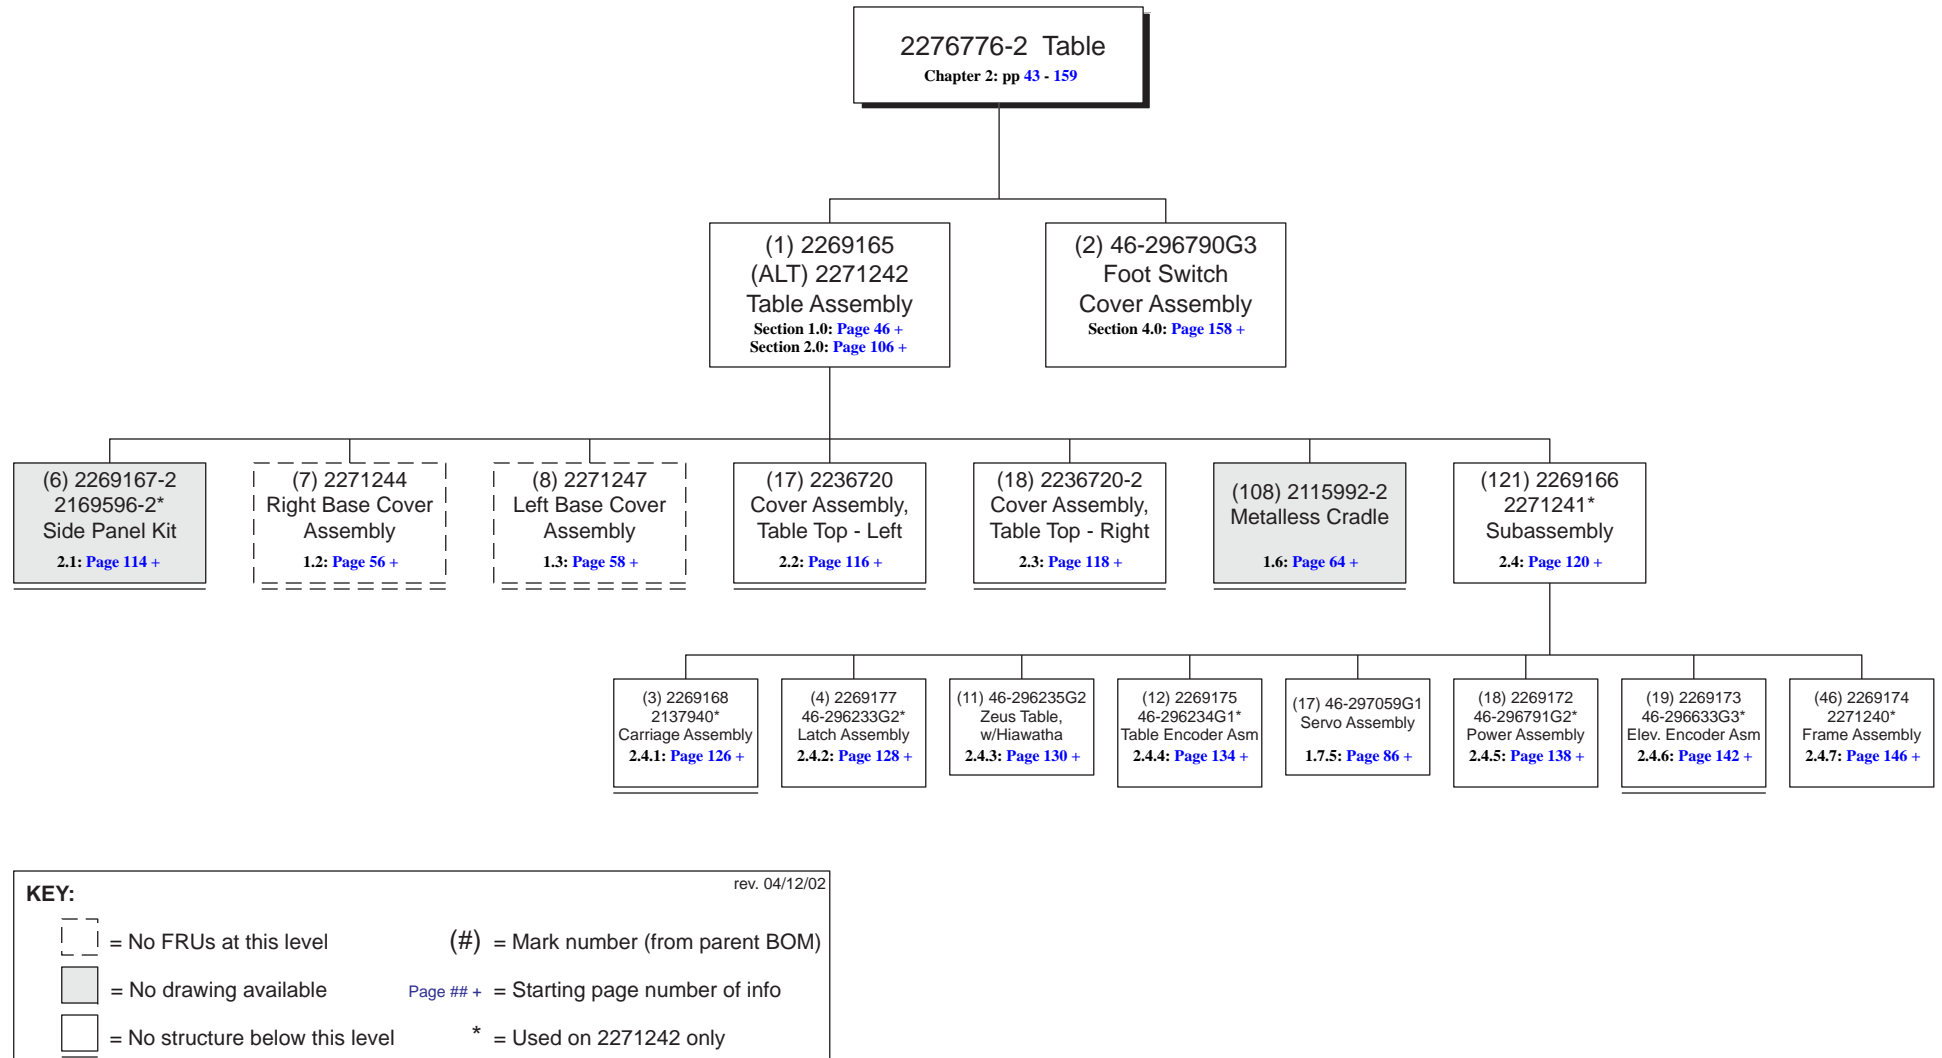 2276776-2 Table
Chapter 2: pp 43 - 159
(1) 2269165
(ALT) 2271242
Table Assembly
Section 1.0: Page 46 +
Section 2.0: Page 106 +
(2) 46-296790G3
Foot Switch
Cover Assembly
Section 4.0: Page 158 +
(6) 2269167-2
2169596-2*
Side Panel Kit
2.1: Page 114 +
(7) 2271244
Right Base Cover
Assembly
1.2: Page 56 +
(8) 2271247
Left Base Cover
Assembly
1.3: Page 58 +
(17) 2236720
Cover Assembly,
Table Top - Left
2.2: Page 116 +
(18) 2236720-2
Cover Assembly,
Table Top - Right
2.3: Page 118 +
(108) 2115992-2
Metalless Cradle
1.6: Page 64 +
(121) 2269166
2271241*
Subassembly
2.4: Page 120 +
(3) 2269168
2137940*
Carriage Assembly
2.4.1: Page 126 +
(4) 2269177
46-296233G2*
Latch Assembly
2.4.2: Page 128 +
(11) 46-296235G2
Zeus Table,
w/Hiawatha
2.4.3: Page 130 +
(12) 2269175
46-296234G1*
Table Encoder Asm
2.4.4: Page 134 +
(17) 46-297059G1
Servo Assembly
1.7.5: Page 86 +
(18) 2269172
46-296791G2*
Power Assembly
2.4.5: Page 138 +
(19) 2269173
46-296633G3*
Elev. Encoder Asm
2.4.6: Page 142 +
(46) 2269174
2271240*
Frame Assembly
2.4.7: Page 146 +
KEY:
rev. 04/12/02
= No FRUs at this level
(#) = Mark number (from parent BOM)
= No drawing available
Page ## + = Starting page number of info
= No structure below this level
* = Used on 2271242 only